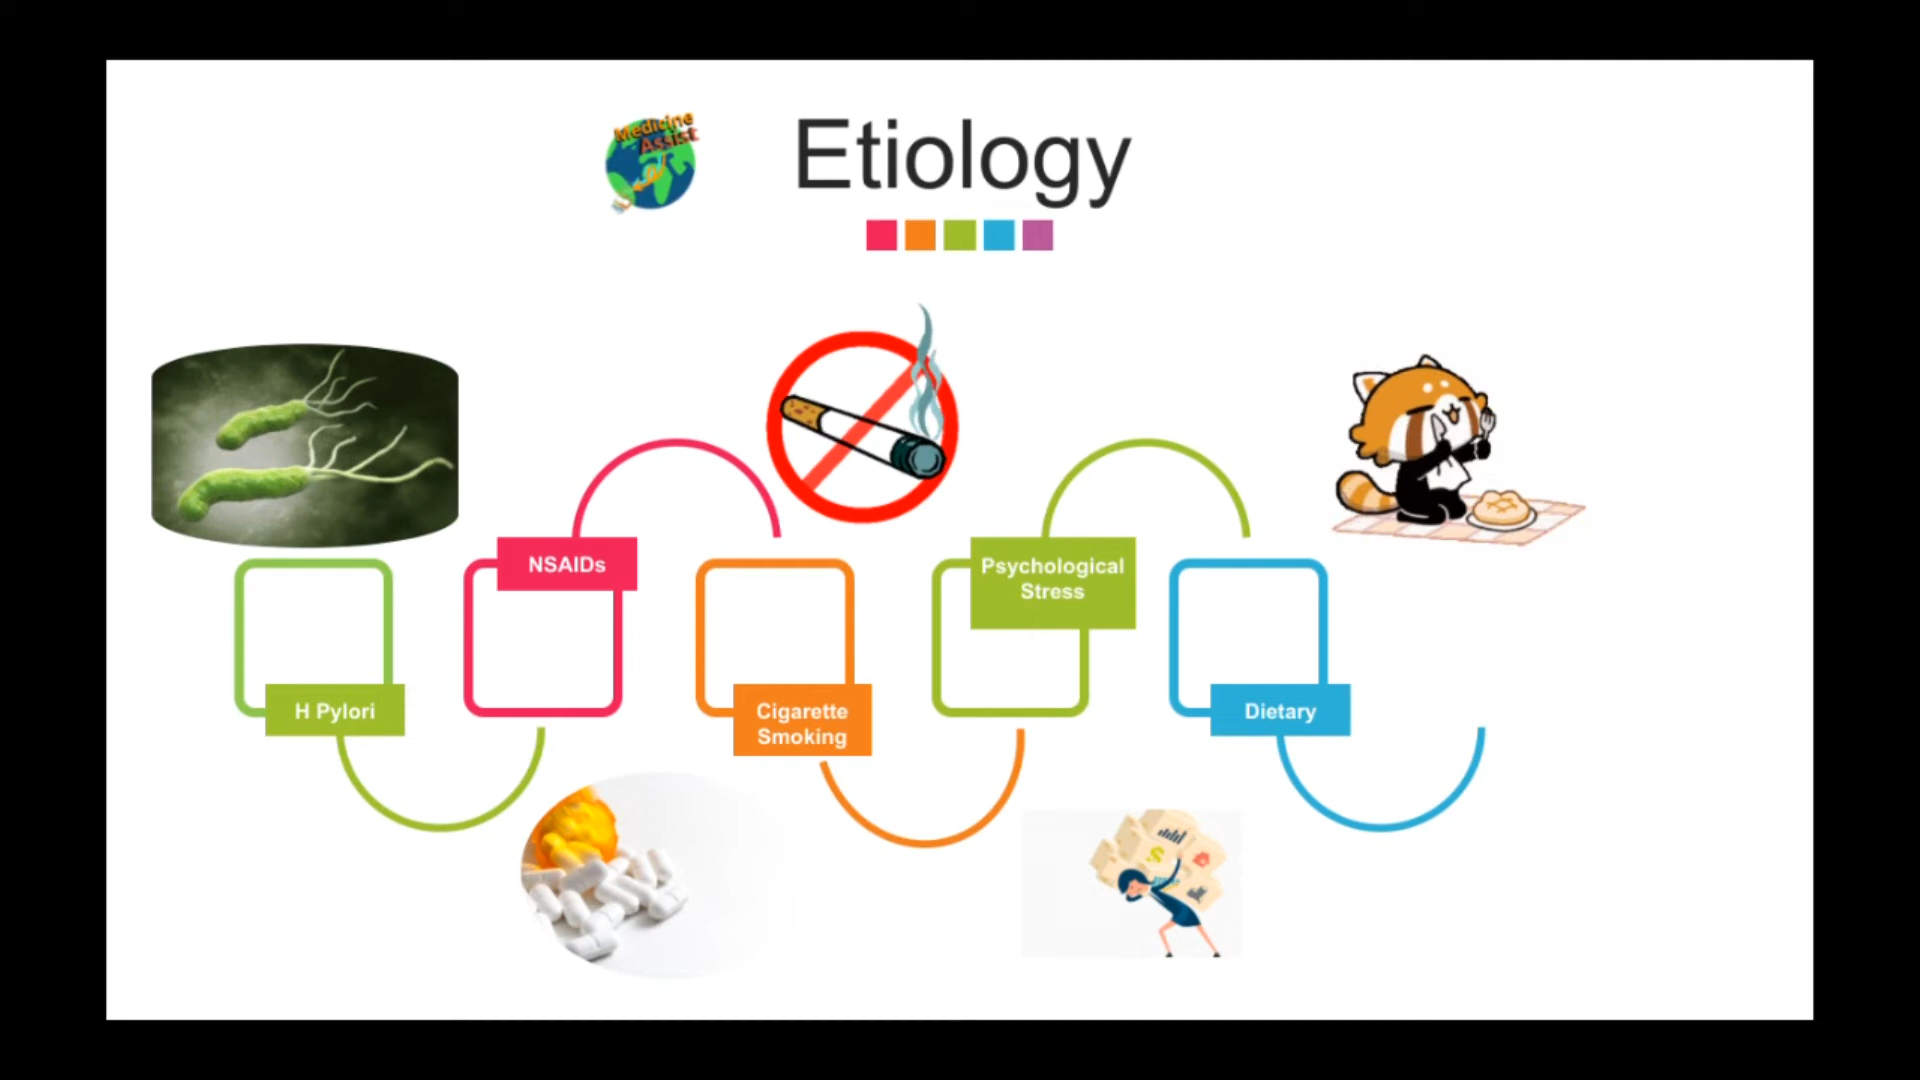 Medicine
Assist
Etiology
H Pylori
NSAIDs
Cigarette
Smoking
Psychological
Stress
Dietary